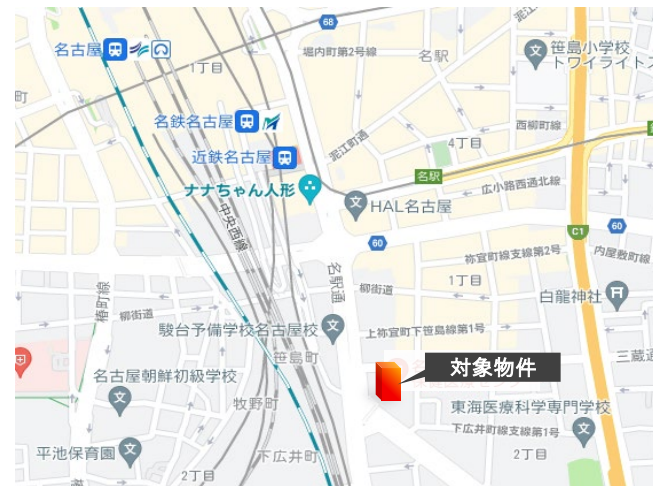 68
名古屋
堀内町第2号線
名駅
笹島小学校
トワイライトス
泥江
1丁目
町
名鉄名古屋
泥江町通
西柳町線
近鉄名古屋
4丁目
名駅
ナナちゃん人形
広小路西通北線
HAL名古屋
中央西線
60
C1
60
祢宜町線支線第2号
内屋敷町線
名駅通
柳街道
1丁目
白龍神社
椿町線
柳街道
駿台予備学校名古屋校
上祢宜町下笹島線第1号
笹島町
三蔵通
対象物件
名古屋朝鮮初級学校
牧野町
東海医療科学専門学校
下広井町線支線第1号
平池保育園
下広井町
2丁目
2丁目